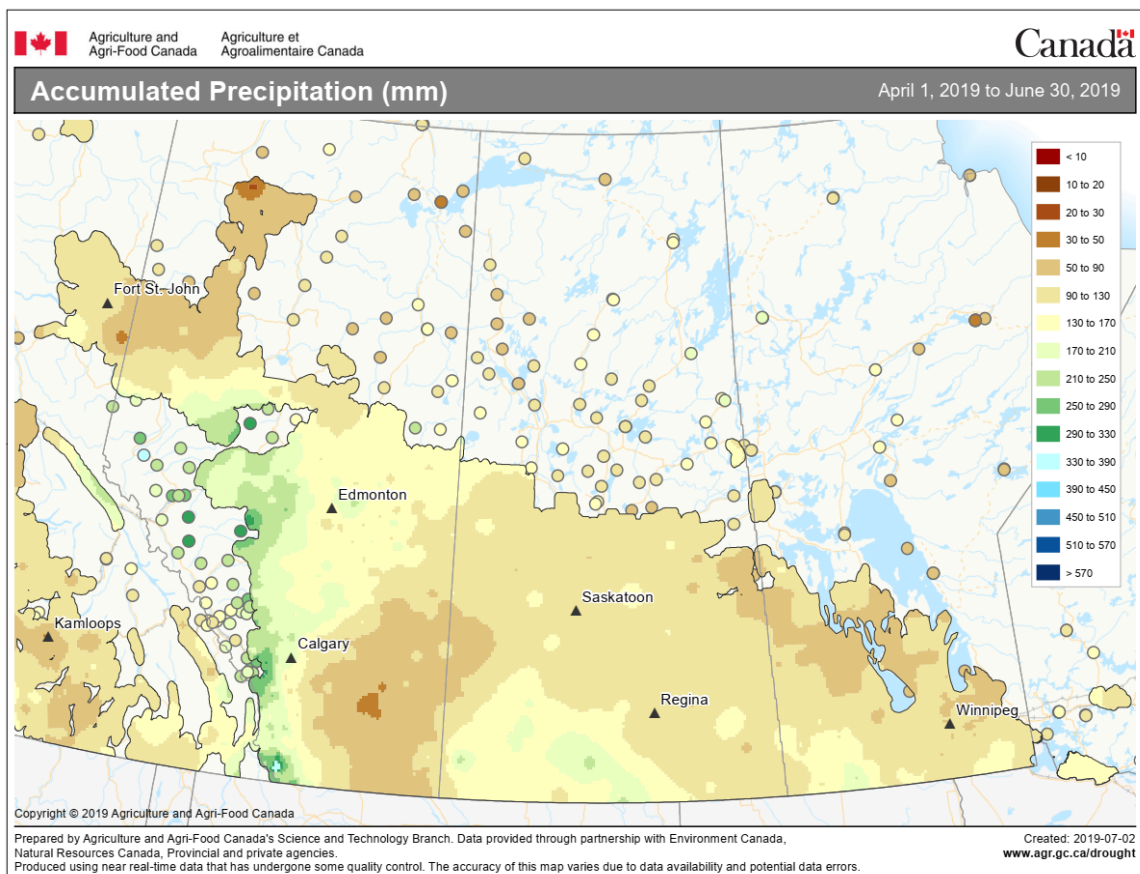 Agriculture and Agriculture et
Agri-Food Canada Agroalimentaire Canada
Canada
Accumulated Precipitation (mm) April 1, 2019 to June 30, 2019
< 10
10 to 20
20 to 30
30 to 50
50 to 90
90 to 130
130 to 170
170 to 210
210 to 250
250 to 290
290 to 330
330 to 390
390 to 450
450 to 510
510 to 570
> 570
Fort St. John
Edmonton
Saskatoon
Kamloops
Calgary
Regina
Winnipeg
Copyright © 2019 Agriculture and Agri-Food Canada
Prepared by Agriculture and Agri-Food Canada's Science and Technology Branch. Data provided through partnership with Environment Canada,
Natural Resources Canada, Provincial and private agencies.
Produced using near real-time data that has undergone some quality control. The accuracy of this map varies due to data availability and potential data errors.
Created: 2019-07-02
www.agr.gc.ca/drought